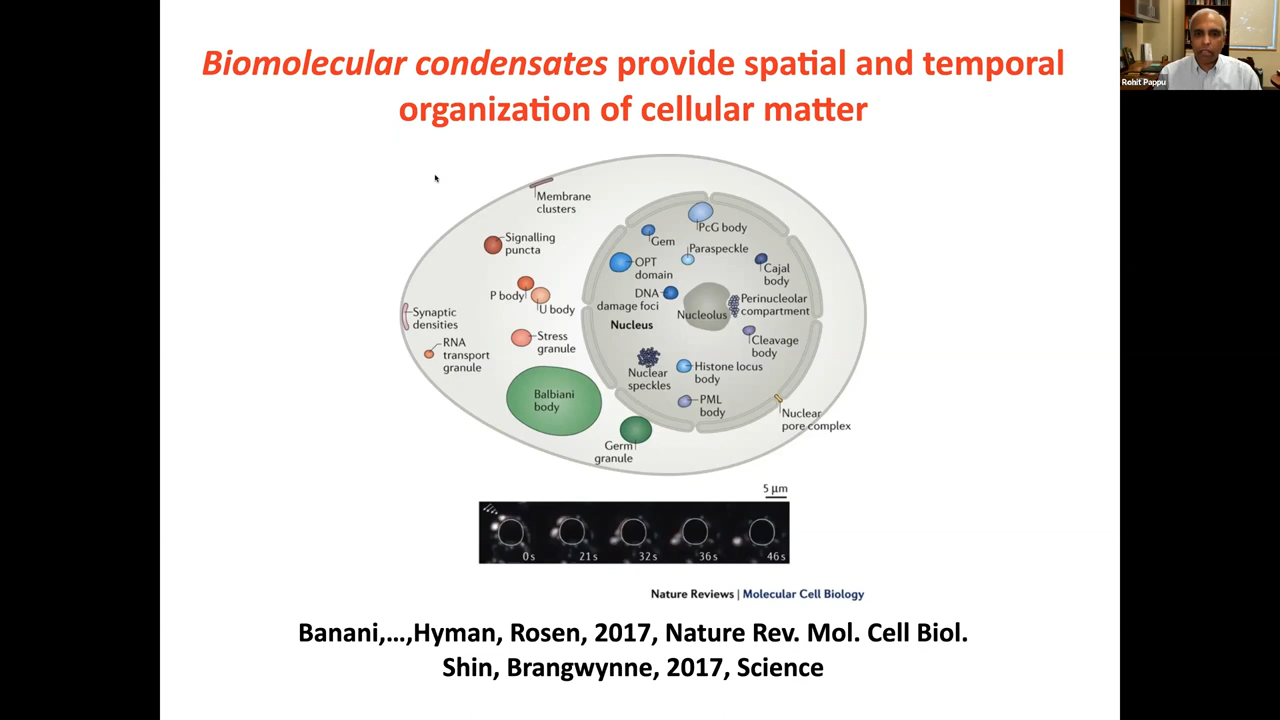 Biomolecular condensates provide spatial and temporal
organization of cellular matter
Rohit Pappu
Membrane
clusters
Signalling
puncta
P body
U body
Synaptic
densities
RNA
transport
granule
Stress
granule
Balbiani
body
Germ
granule
PcG body
Gem
Paraspeckle
OPT
domain
Cajal
body
DNA
damage foci
Perinucleolar
compartment
Nucleolus
Nucleus
Cleavage
body
Nuclear
speckles
Histone locus
body
PML
body
Nuclear
pore complex
5 μm
0 s
21 s
32 s
36 s
46 s
Nature Reviews | Molecular Cell Biology
Banani,...,Hyman, Rosen, 2017, Nature Rev. Mol. Cell Biol.
Shin, Brangwynne, 2017, Science